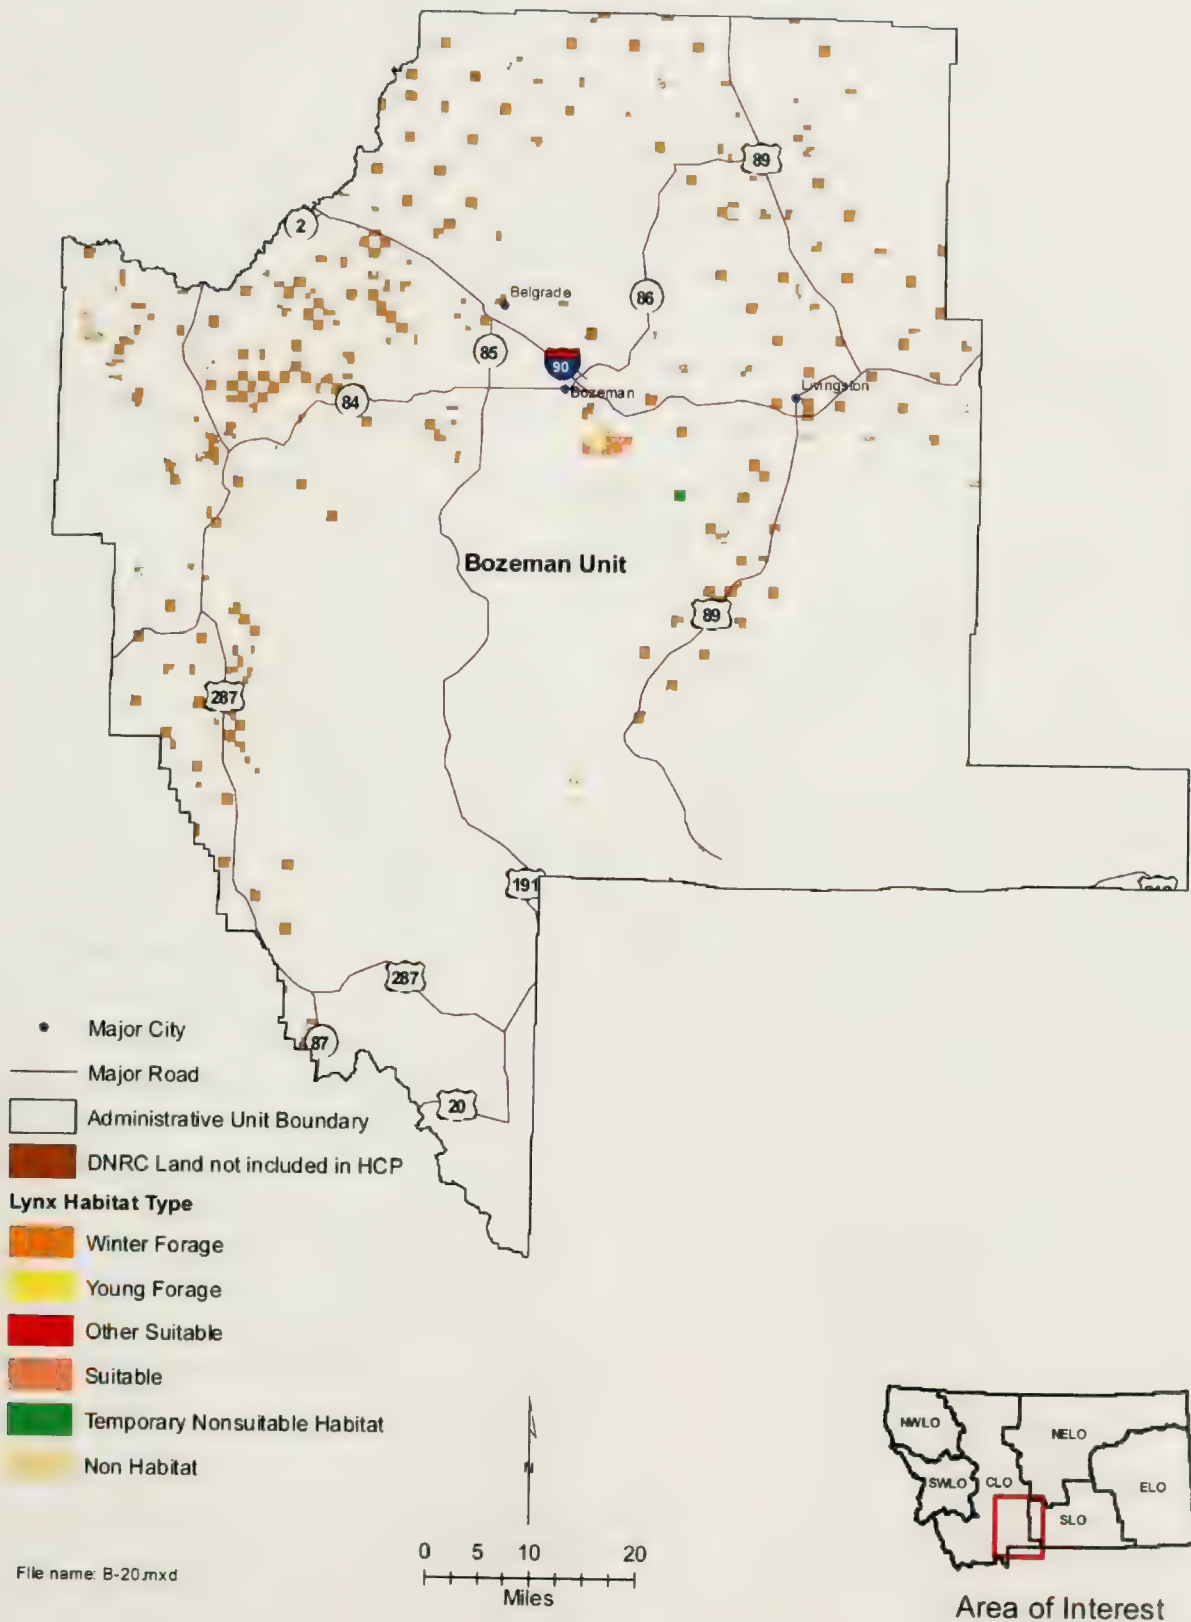 89
2
Belgrade
86
85
90
Bozeman
Livingston
84
Bozeman Unit
89
287
191
287
87
20
Major City
Major Road
Administrative Unit Boundary
DNRC Land not included in HCP
Lynx Habitat Type
Winter Forage
Young Forage
Other Suitable
Suitable
Temporary Nonsuitable Habitat
Non Habitat
N
NWLO
NELO
SWLO
CLO
ELO
SLO
0 5 10 20
Miles
File name: B-20.mxd
Area of Interest